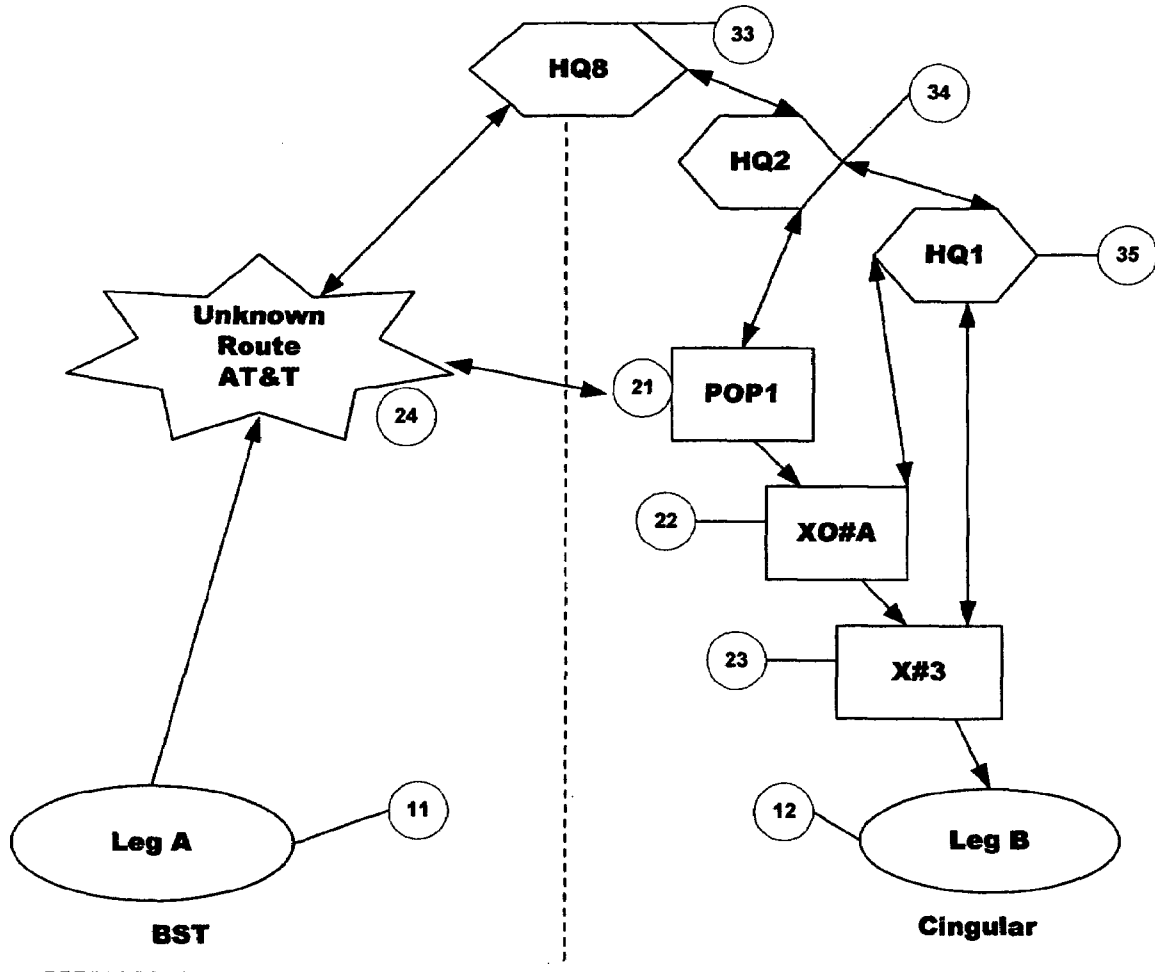 33
HQ8
34
HQ2
HQ1
35
Unknown
Route
AT&T
24
21
POP1
22
XO#A
23
X#3
11
12
Leg A
Leg B
BST
Cingular